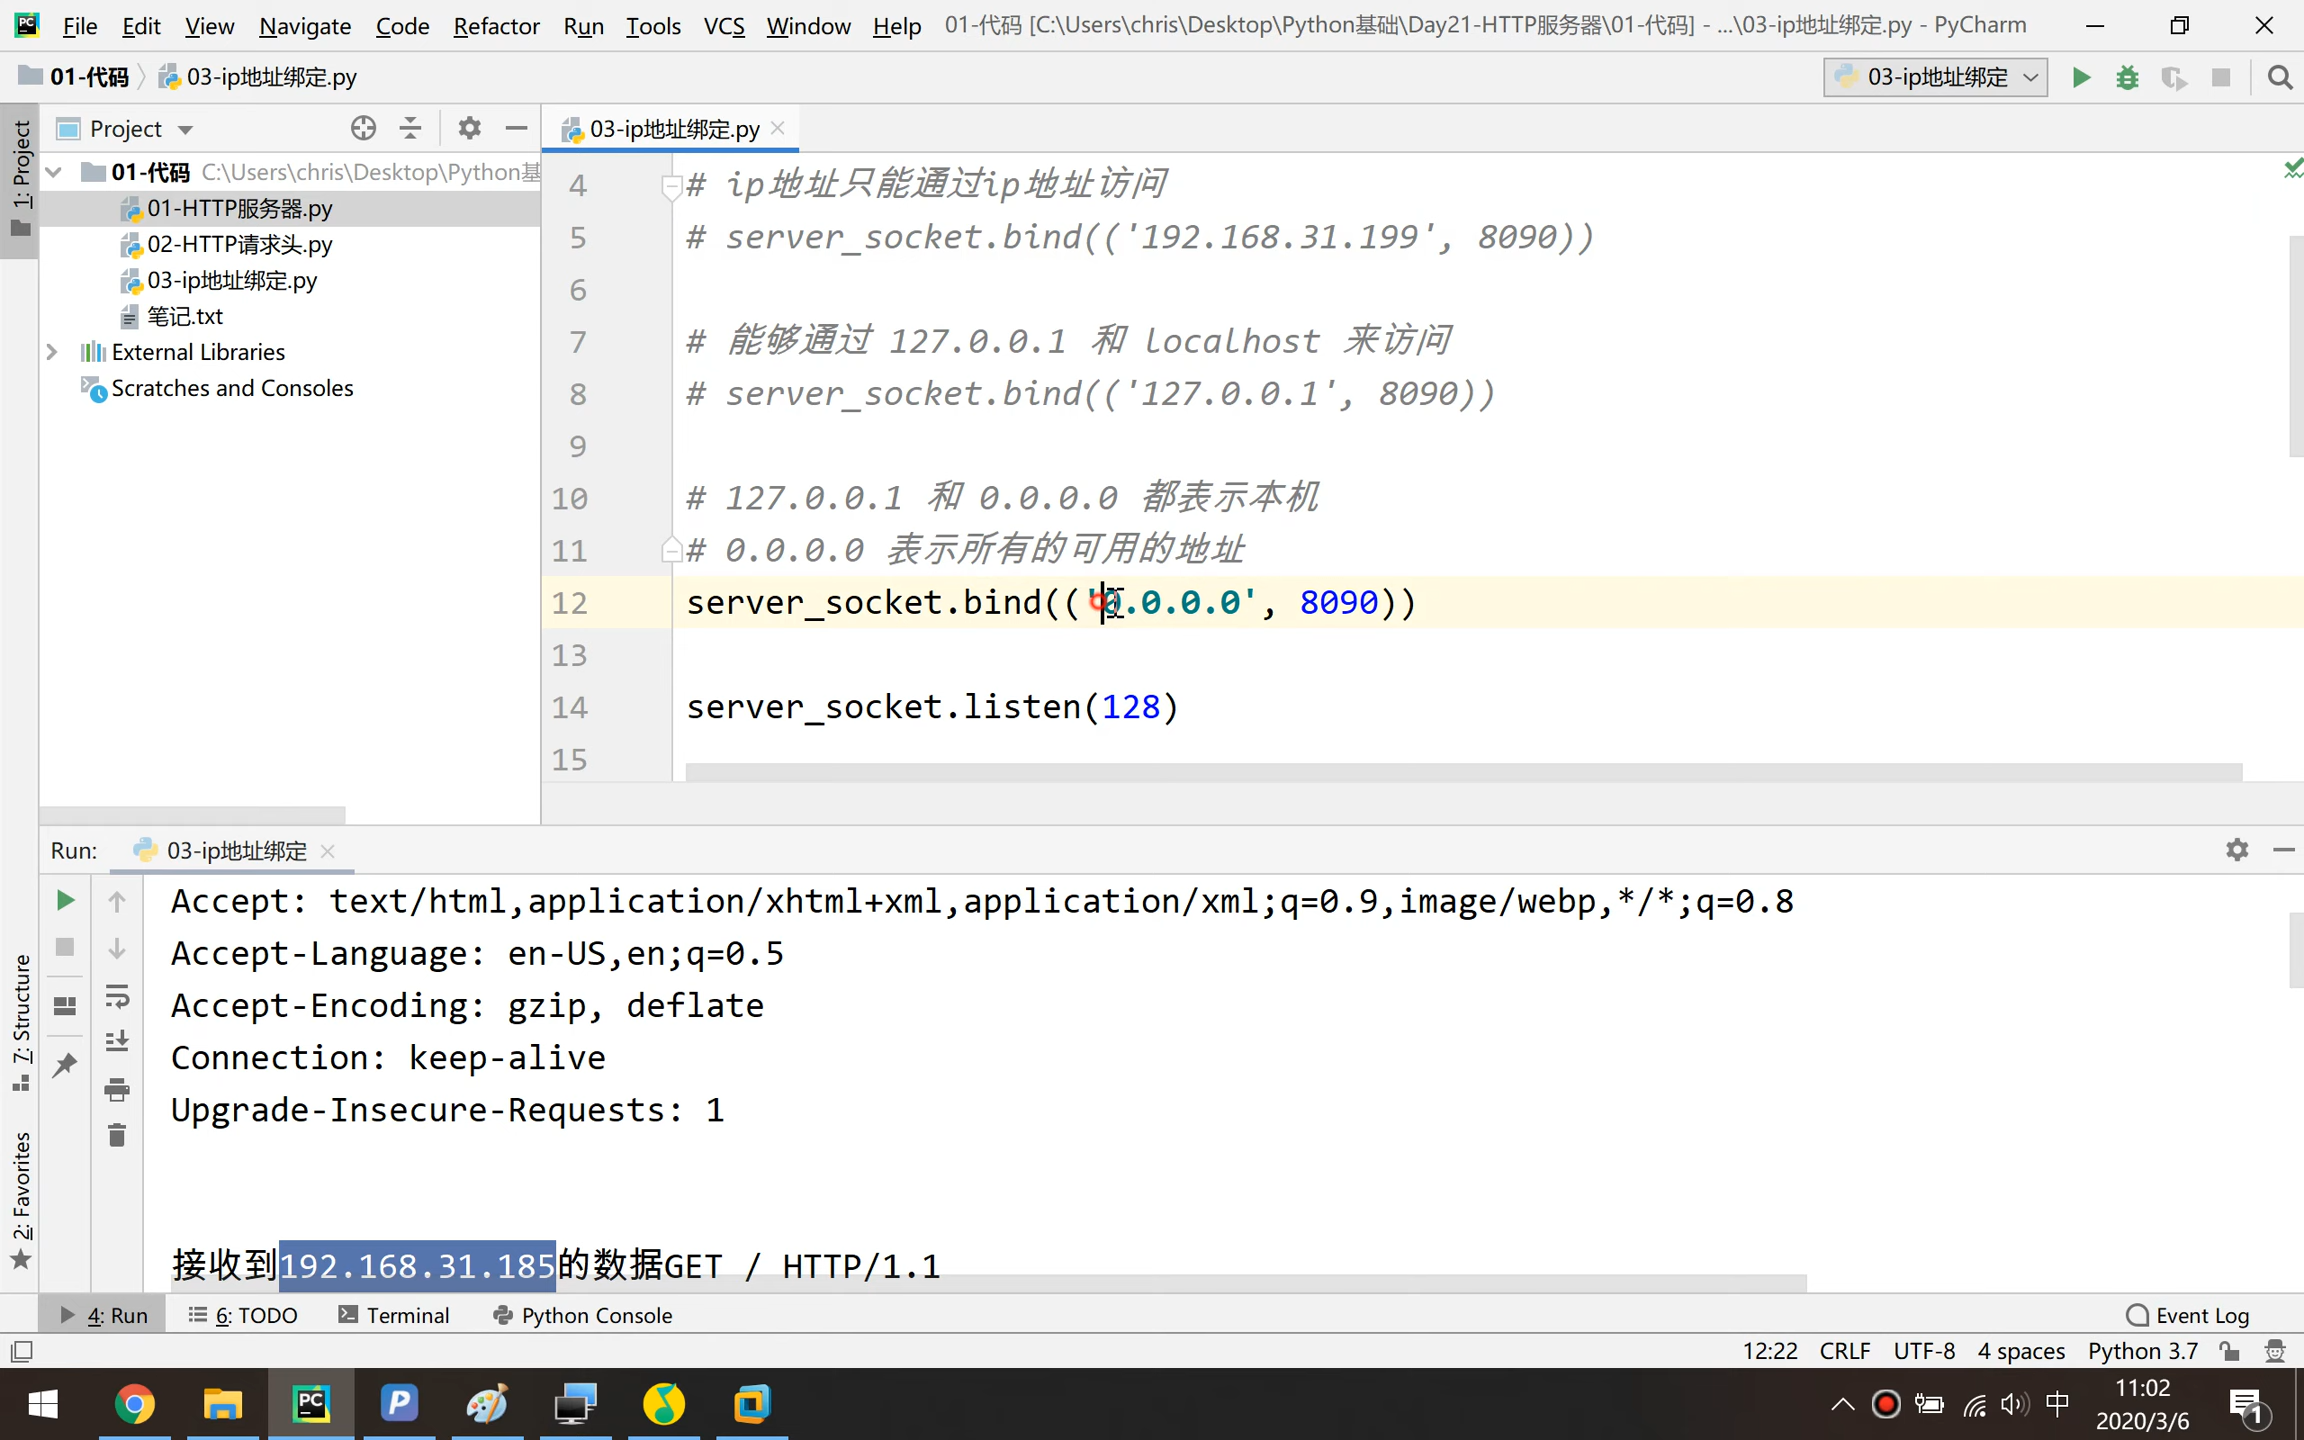 File Edit View Navigate Code Refactor Run Tools VCS Window Help 01-代码 [C:\Users\chris\Desktop\Python基础\Day21-HTTP服务器\01-代码] - ...\03-ip地址绑定.py - PyCharm
01-代码 03-ip地址绑定.py 03-ip地址绑定
Project 03-ip地址绑定.py
1: Project
01-代码 C:\Users\chris\Desktop\Python基
01-HTTP服务器.py
02-HTTP请求头.py
03-ip地址绑定.py
笔记.txt
External Libraries
Scratches and Consoles
4 # ip地址只能通过ip地址访问
5 # server_socket.bind(('192.168.31.199', 8090))
6
7 # 能够通过 127.0.0.1 和 localhost 来访问
8 # server_socket.bind(('127.0.0.1', 8090))
9
10 # 127.0.0.1 和 0.0.0.0 都表示本机
11 # 0.0.0.0 表示所有的可用的地址
12 server_socket.bind(('0.0.0.0', 8090))
13
14 server_socket.listen(128)
15
Run: 03-ip地址绑定
Accept: text/html,application/xhtml+xml,application/xml;q=0.9,image/webp,*/*;q=0.8
Accept-Language: en-US,en;q=0.5
Accept-Encoding: gzip, deflate
Connection: keep-alive
Upgrade-Insecure-Requests: 1
接收到192.168.31.185的数据GET / HTTP/1.1
7: Structure
2: Favorites
4: Run 6: TODO Terminal Python Console Event Log
12:22 CRLF UTF-8 4 spaces Python 3.7
中 11:02
2020/3/6
1